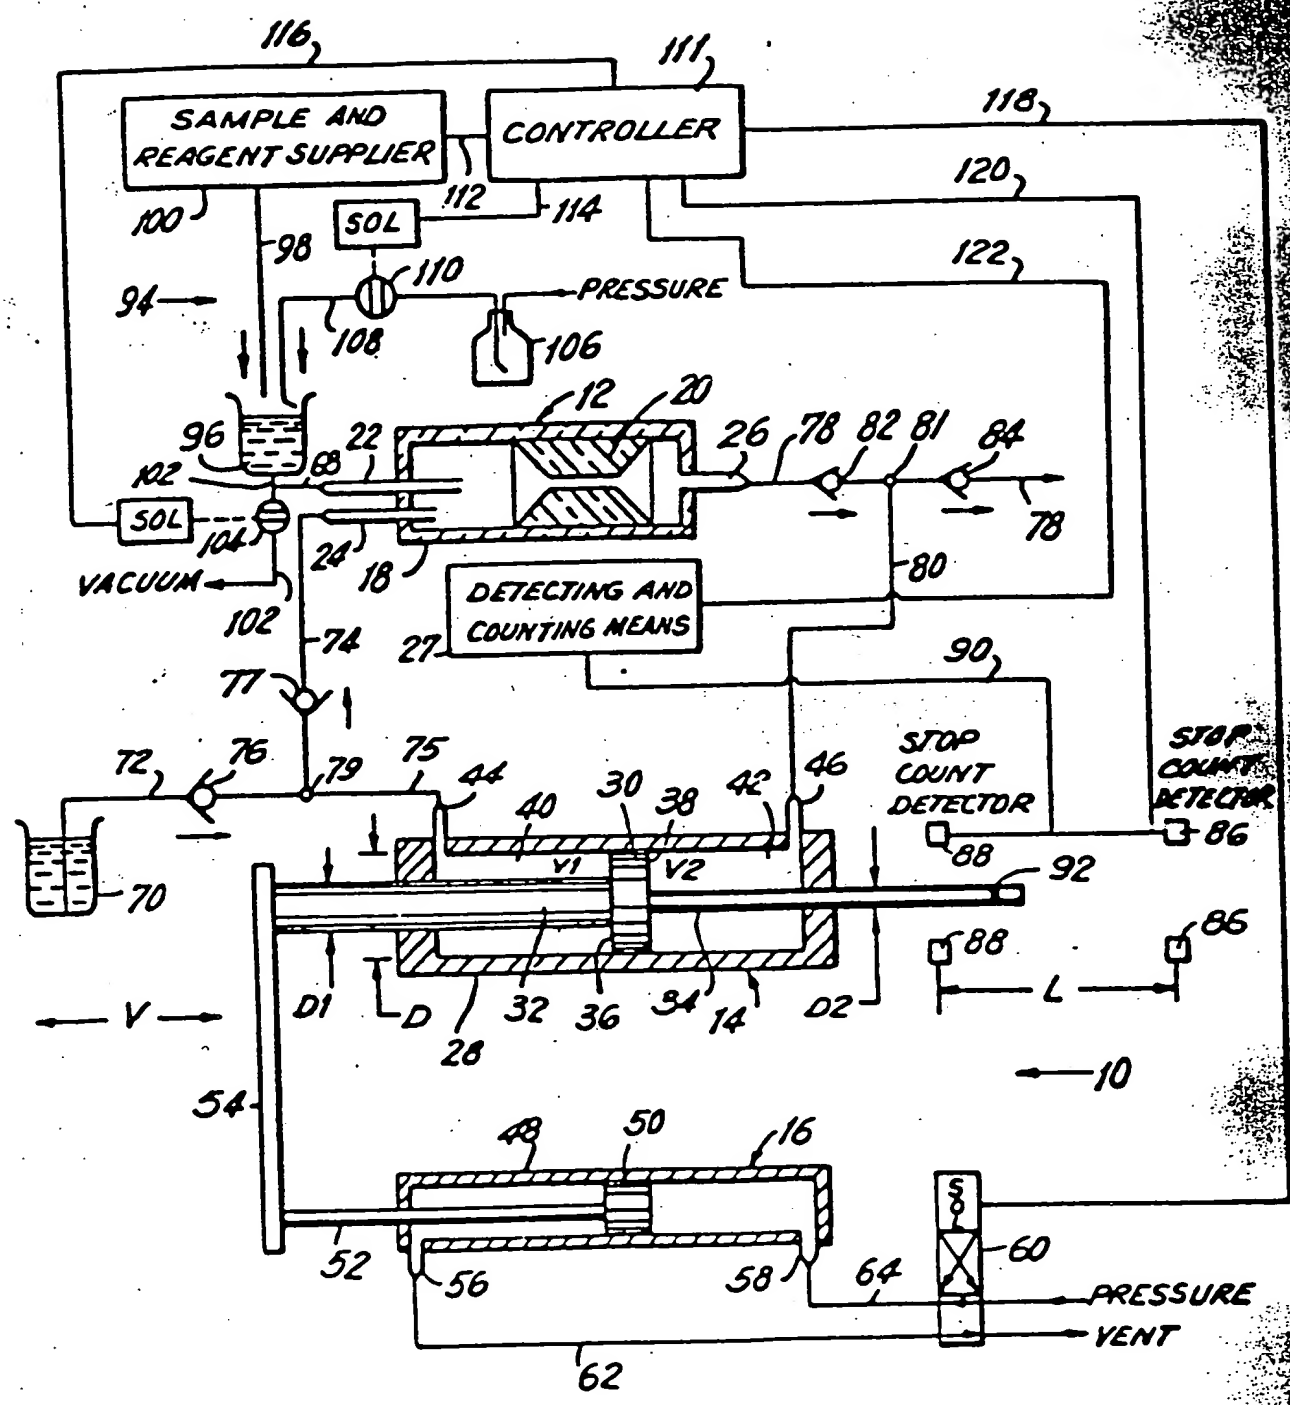 116
111
118
SAMPLE AND
REAGENT SUPPLIER
CONTROLLER
100
98
112
114
120
SOL
110
122
94
108
PRESSURE
106
12
20
96
22
68
102
26
78
82
81
84
SOL
104
24
18
78
VACUUM
102
80
DETECTING AND
COUNTING MEANS
27
74
77
90
72
76
79
75
44
30
38
42
46
STOP
COUNT
DETECTOR
STOP
COUNT
DETECTOR
40
V1
V2
88
86
92
70
D1
D
32
36
34
14
D2
88
86
L
V
28
10
54
48
50
16
SOL
52
56
58
64
60
PRESSURE
VENT
62